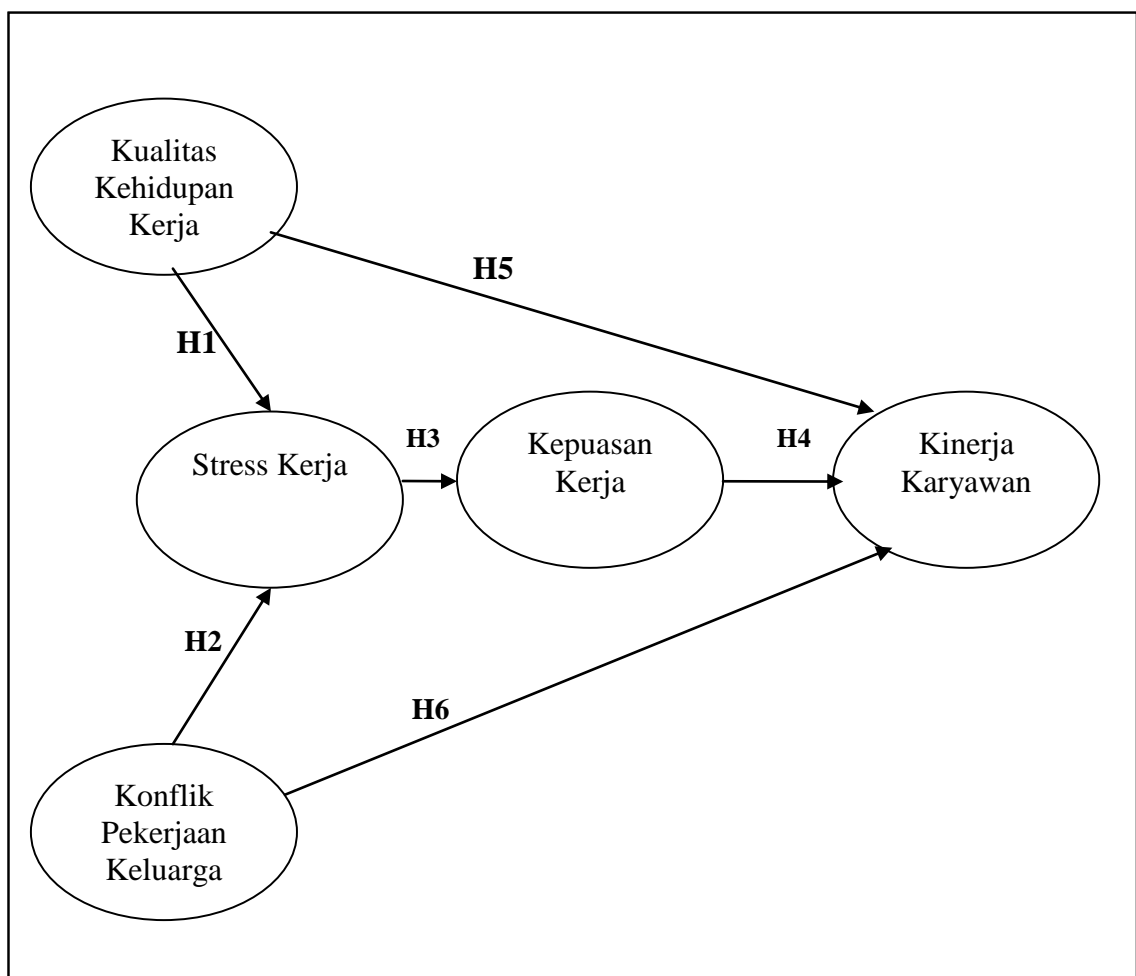 Kualitas
Kehidupan
Kerja
H5
H1
Stress Kerja
H3
Kepuasan
Kerja
H4
Kinerja
Karyawan
H2
H6
Konflik
Pekerjaan
Keluarga